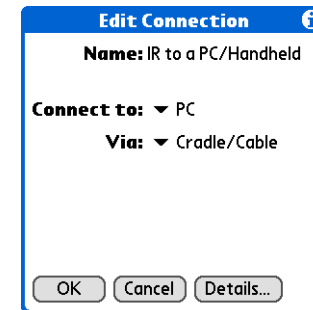 Edit Connection
Name: IR to a PC/Handheld
Connect to: PC
Via: Cradle/Cable
OK Cancel Details...